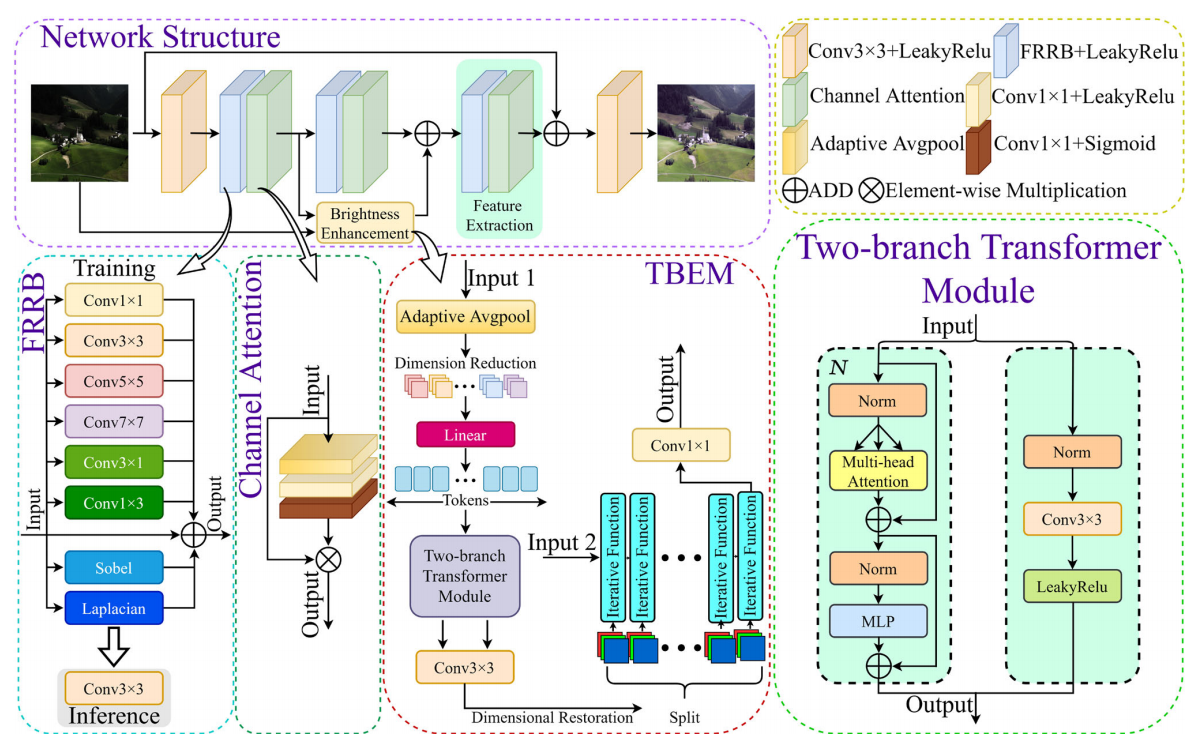 Network Structure
Brightness
Enhancement
Feature
Extraction
Conv3×3+LeakyRelu
FRRB+LeakyRelu
Channel Attention
Conv1×1+LeakyRelu
Adaptive Avgpool
Conv1×1+Sigmoid
ADD
Element-wise Multiplication
FRRB
Training
Conv1×1
Conv3×3
Conv5×5
Conv7×7
Conv3×1
Conv1×3
Input
Output
Sobel
Laplacian
Conv3×3
Inference
Channel Attention
Input
Output
TBEM
Input 1
Adaptive Avgpool
Dimension Reduction
Linear
Tokens
Two-branch
Transformer
Module
Conv3×3
Dimensional Restoration
Split
Input 2
Iterative Function
Iterative Function
Iterative Function
Iterative Function
Conv1×1
Output
Two-branch Transformer
Module
Input
N
Norm
Multi-head
Attention
Norm
MLP
Norm
Conv3×3
LeakyRelu
Output